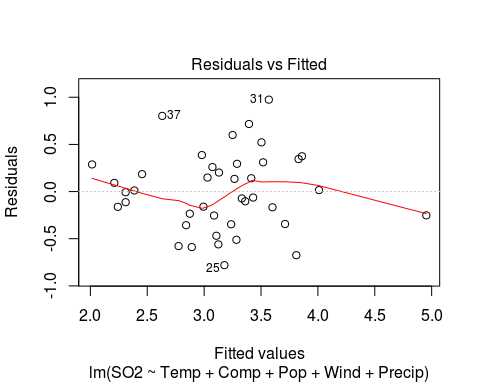 Residuals vs Fitted
Residuals
1.0
0.5
0.0
-0.5
-1.0
37
31
25
2.0 2.5 3.0 3.5 4.0 4.5 5.0
Fitted values
lm(SO2 ~ Temp + Comp + Pop + Wind + Precip)